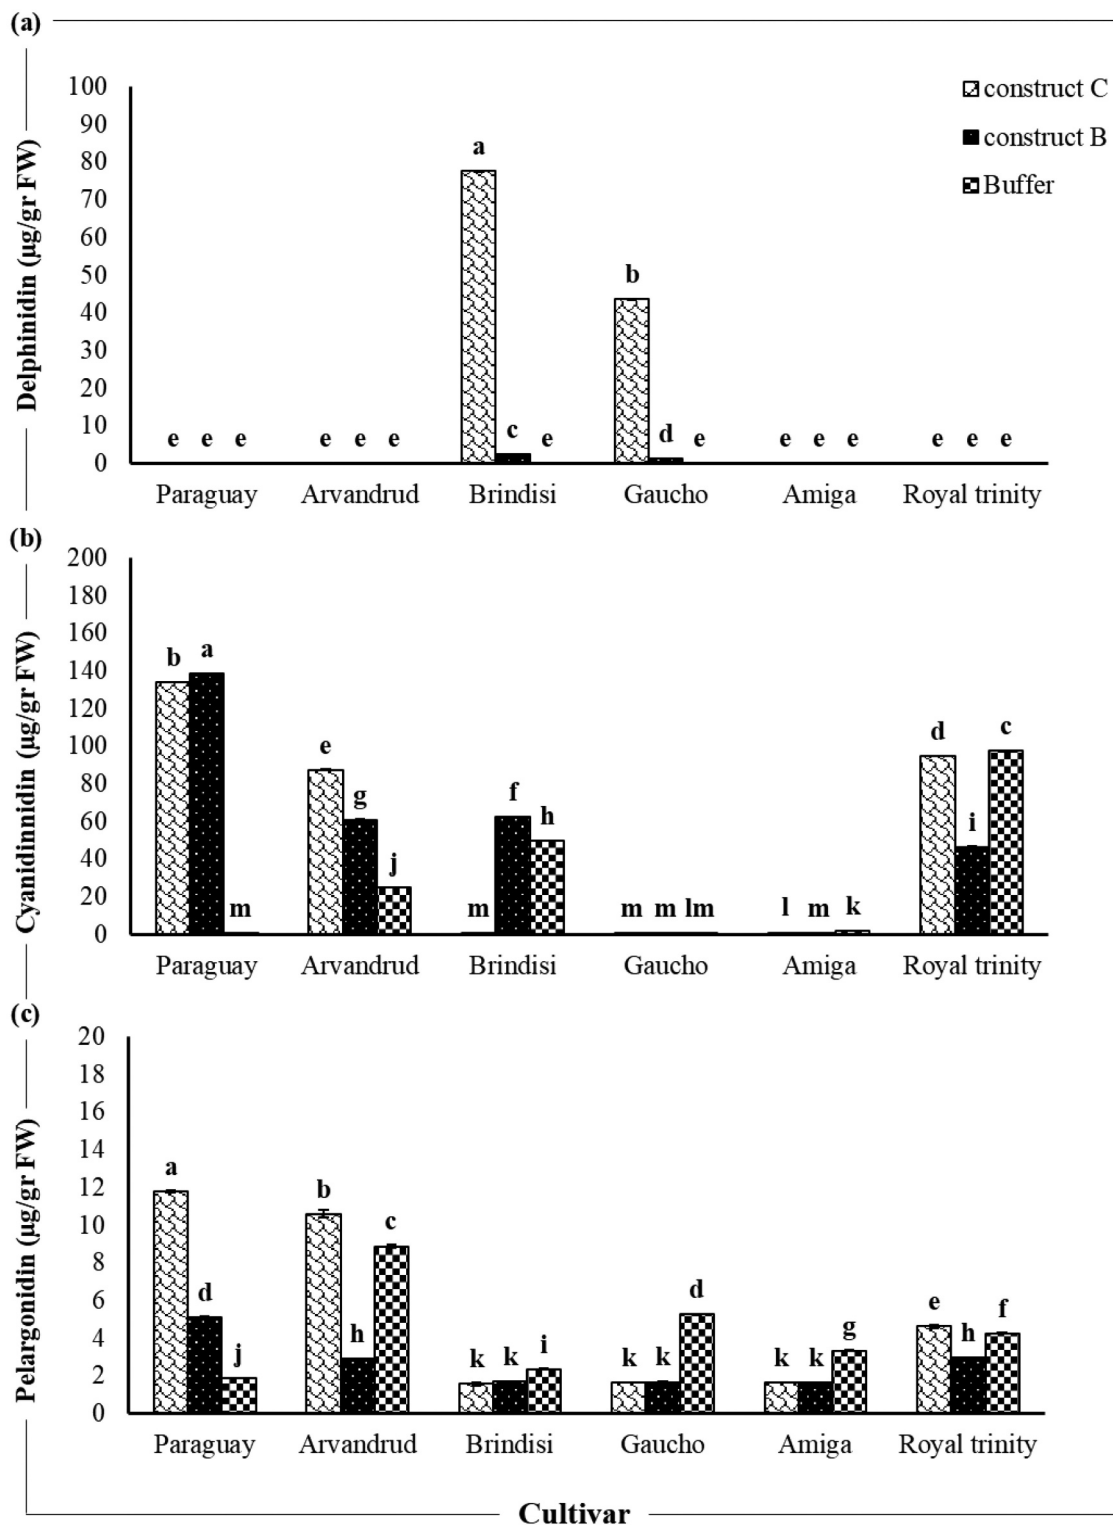 (a)
Delphinidin (µg/gr FW)
100
90
80
70
60
50
40
30
20
10
0
construct C
construct B
Buffer
e e e e e e a c e b d e e e e e e e
Paraguay Arvandrud Brindisi Gaucho Amiga Royal trinity
(b)
Cyanidinnidin (µg/gr FW)
200
180
160
140
120
100
80
60
40
20
0
b a m e g j m f h m m lm l m k d i c
Paraguay Arvandrud Brindisi Gaucho Amiga Royal trinity
(c)
Pelargonidin (µg/gr FW)
20
18
16
14
12
10
8
6
4
2
0
a d j b h c k k i k k d k k g e h f
Paraguay Arvandrud Brindisi Gaucho Amiga Royal trinity
Cultivar